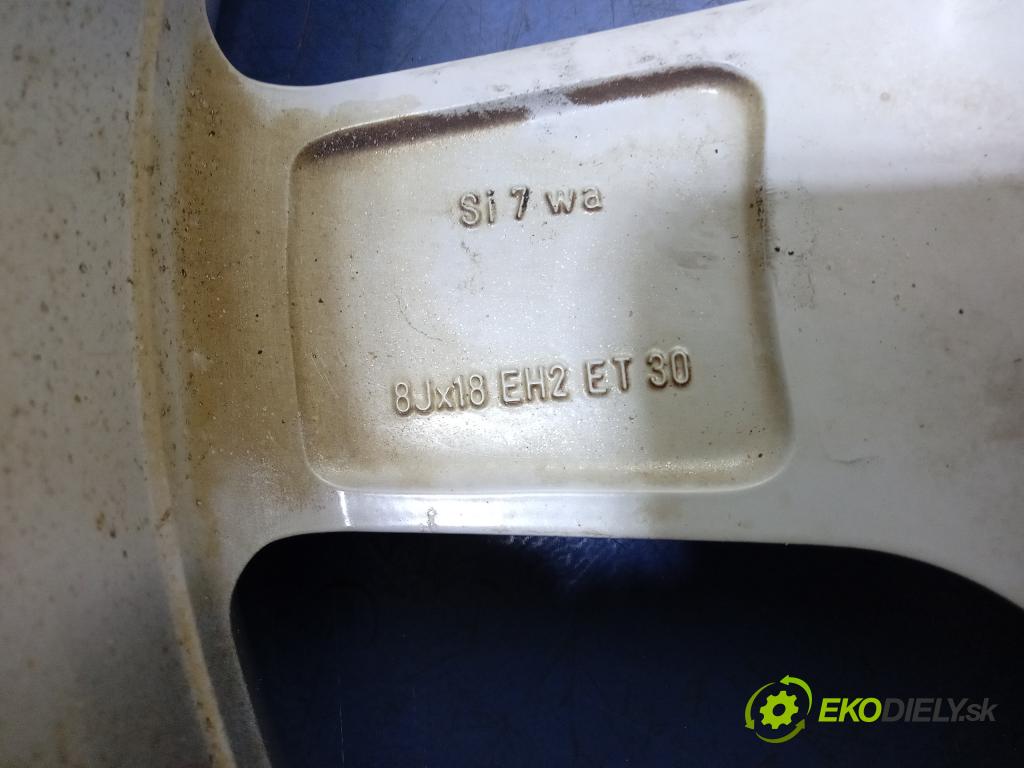 Si 7 wa
8Jx18 EH2 ET 30
EKODIELY.sk